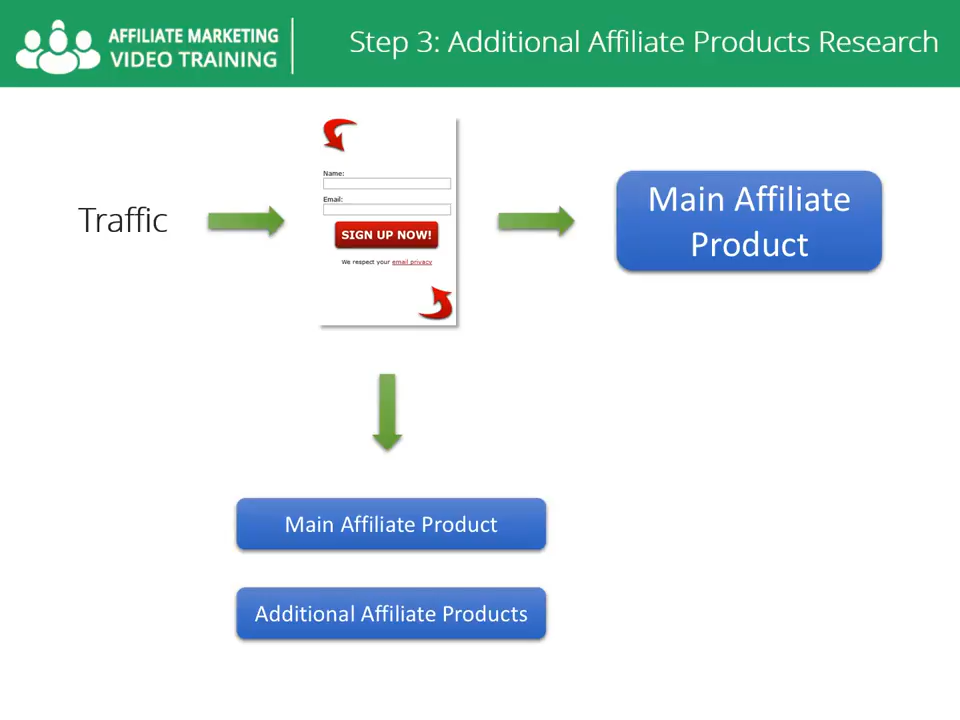 AFFILIATE MARKETING
VIDEO TRAINING
Step 3: Additional Affiliate Products Research
Traffic
Name:
Email:
SIGN UP NOW!
We respect your email privacy
Main Affiliate
Product
Main Affiliate Product
Additional Affiliate Products